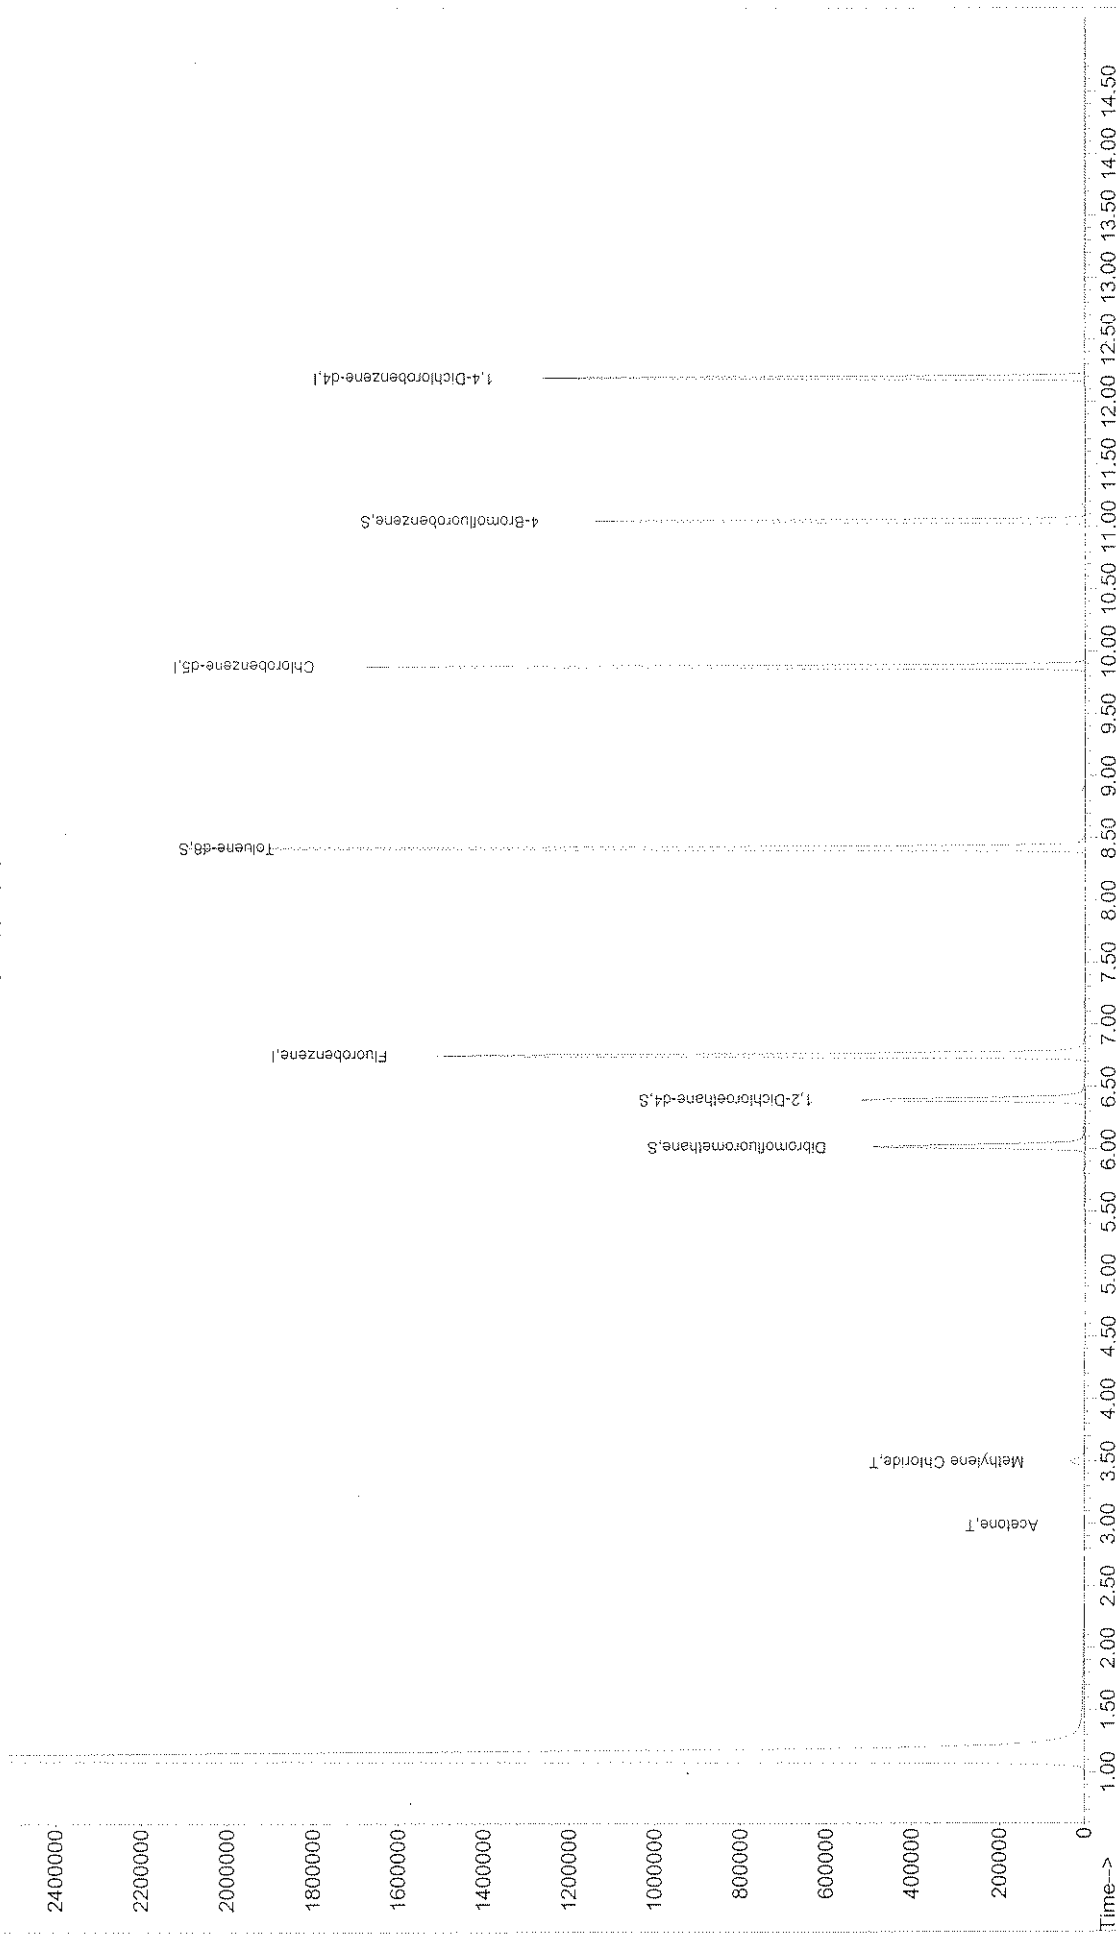 2400000
2200000
2000000
1800000
1600000
1400000
1200000
1000000
800000
600000
400000
200000
0
Time-->
1.00 1.50 2.00 2.50 3.00 3.50 4.00 4.50 5.00 5.50 6.00 6.50 7.00 7.50 8.00 8.50 9.00 9.50 10.00 10.50 11.00 11.50 12.00 12.50 13.00 13.50 14.00 14.50
Acetone,T
Methylene Chloride,T
Dibromofluoromethane,S
1,2-Dichloroethane-d4,S
Fluorobenzene,I
Toluene-d8,S
Chlorobenzene-d5,I
4-Bromofluorobenzene,S
1,4-Dichlorobenzene-d4,I